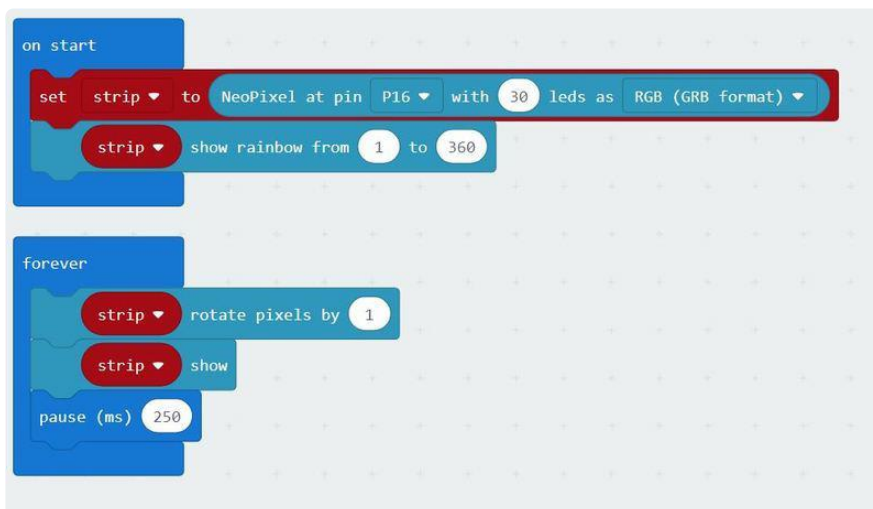 on start
set strip to NeoPixel at pin P16 with 30 leds as RGB (GRB format)
strip show rainbow from 1 to 360
forever
strip rotate pixels by 1
strip show
pause (ms) 250